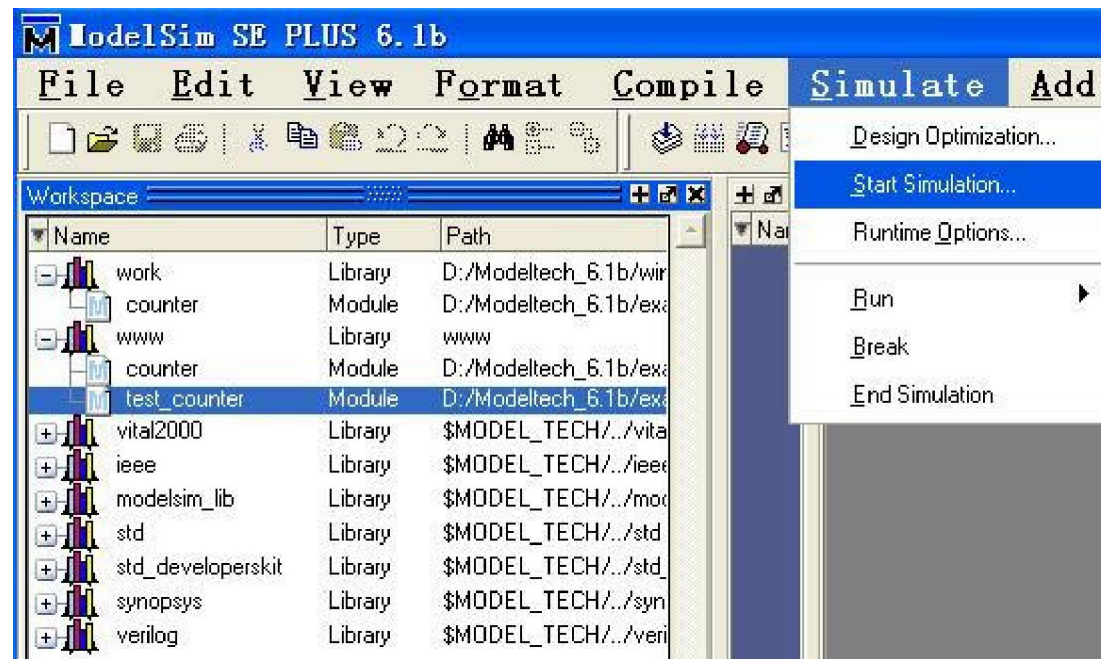 ModelSim SE PLUS 6.1b
File Edit View Format Compile Simulate Add
Design Optimization...
Start Simulation...
Runtime Options...
Run
Break
End Simulation
Workspace
Name Type Path
work Library D:/Modeltech_6.1b/wir
counter Module D:/Modeltech_6.1b/exa
www Library www
counter Module D:/Modeltech_6.1b/exa
test_counter Module D:/Modeltech_6.1b/exa
vital2000 Library $MODEL_TECH/../vita
ieee Library $MODEL_TECH/../ieee
modelsim_lib Library $MODEL_TECH/../mod
std Library $MODEL_TECH/../std
std_developerskit Library $MODEL_TECH/../std_
synopsys Library $MODEL_TECH/../syn
verilog Library $MODEL_TECH/../veri